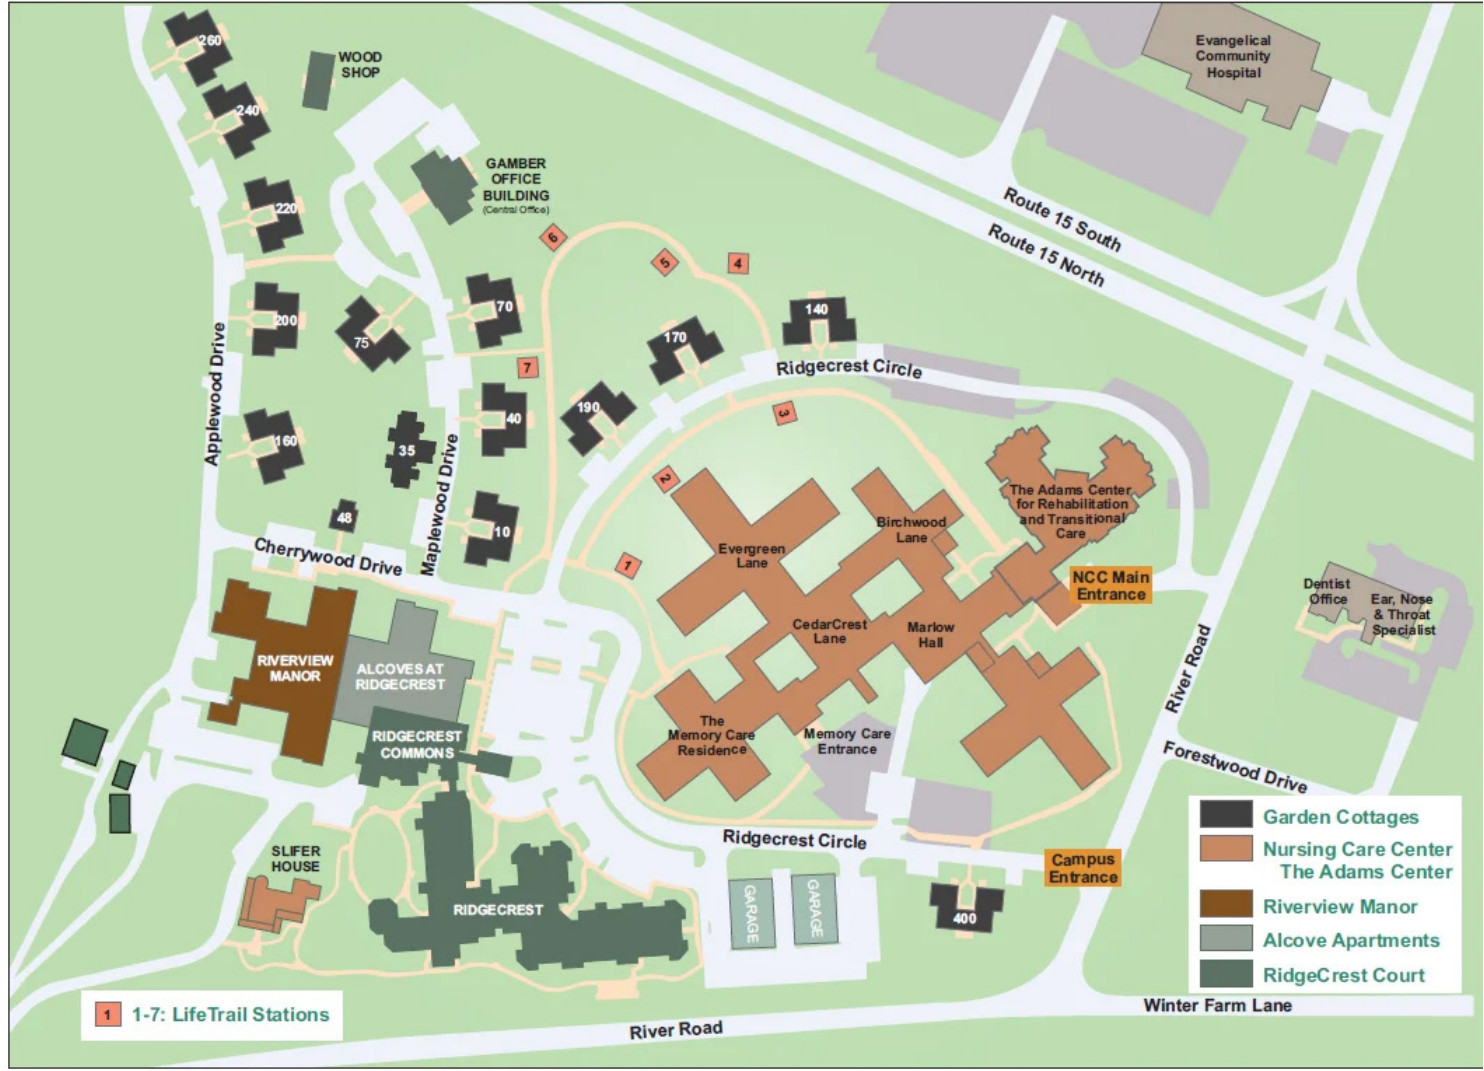 260
WOOD
SHOP
Evangelical
Community
Hospital
240
GAMBER
OFFICE
BUILDING
(Central Office)
220
Route 15 South
Route 15 North
6
5
4
200
75
70
170
140
Applewood Drive
7
Ridgecrest Circle
190
3
160
35
40
Maplewood Drive
2
The Adams Center
for Rehabilitation
and Transitional
Care
48
10
Birchwood
Lane
Cherrywood Drive
Evergreen
Lane
1
NCC Main
Entrance
Dentist
Office
Ear, Nose
& Throat
Specialist
CedarCrest
Lane
Marlow
Hall
RIVERVIEW
MANOR
ALCOVES AT
RIDGECREST
River Road
RIDGECREST
COMMONS
The
Memory Care
Residence
Memory Care
Entrance
Forestwood Drive
Ridgecrest Circle
SLIFER
HOUSE
Campus
Entrance
RIDGECREST
GARAGE
GARAGE
400
Garden Cottages
Nursing Care Center
The Adams Center
Riverview Manor
Alcove Apartments
RidgeCrest Court
1 1-7: LifeTrail Stations
River Road
Winter Farm Lane